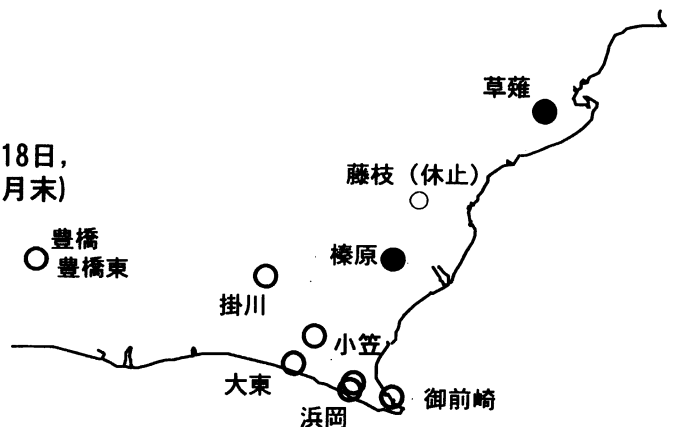 草薙
18日,
月末)
藤枝（休止）
豊橋
豊橋東
榛原
掛川
小笠
大東
御前崎
浜岡